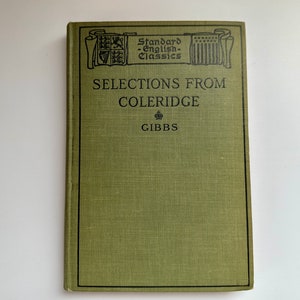 Standard
English
Classics
SELECTIONS FROM
COLERIDGE
GIBBS